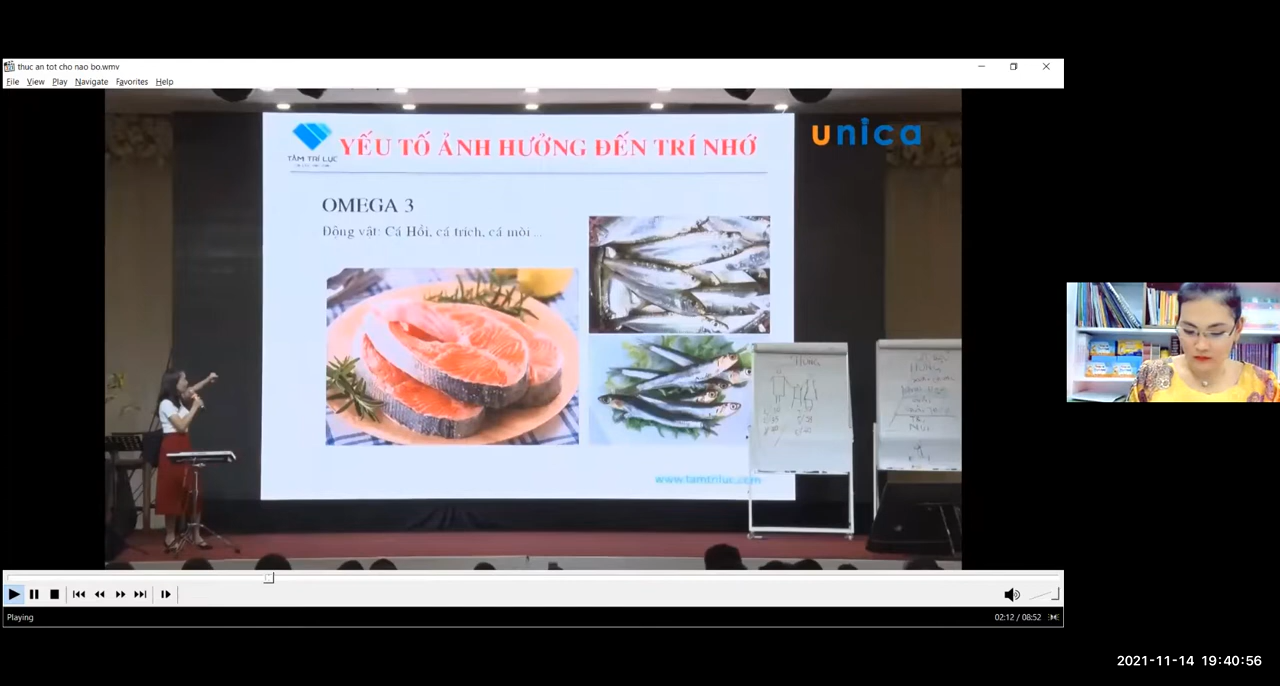 thuc an tot cho nao bo.wmv
File View Play Navigate Favorites Help
unica
YẾU TỐ ẢNH HƯỞNG ĐẾN TRÍ NHỚ
TÂM TRÍ LỰC
OMEGA 3
Động vật: Cá Hồi, cá trích, cá mòi ...
www.tamtriluc.com
Playing
02:12 / 08:52
2021-11-14 19:40:56